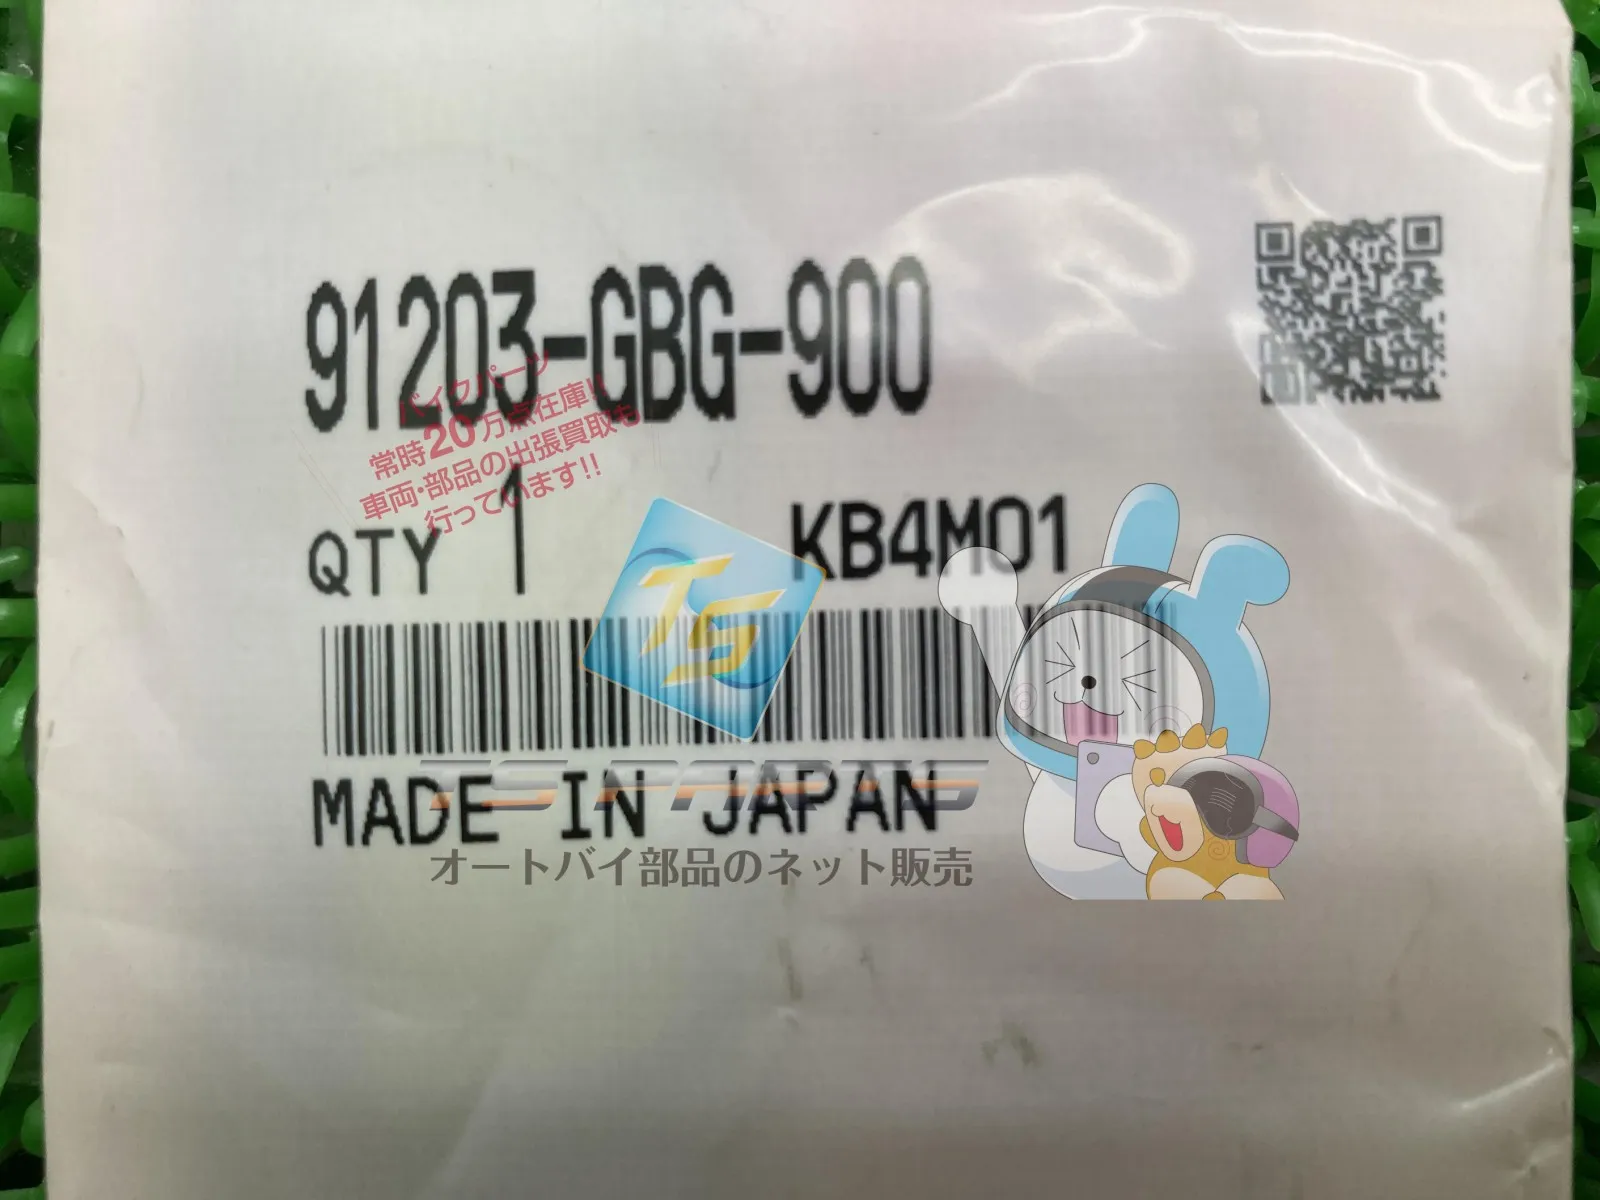 91203-GBG-900
バイクパーツ
常時20万点在庫!!
車両・部品の出張買取も
行っています!!
QTY 1 KB4M01
TS
MADE IN JAPAN
TS PARTS
オートバイ部品のネット販売